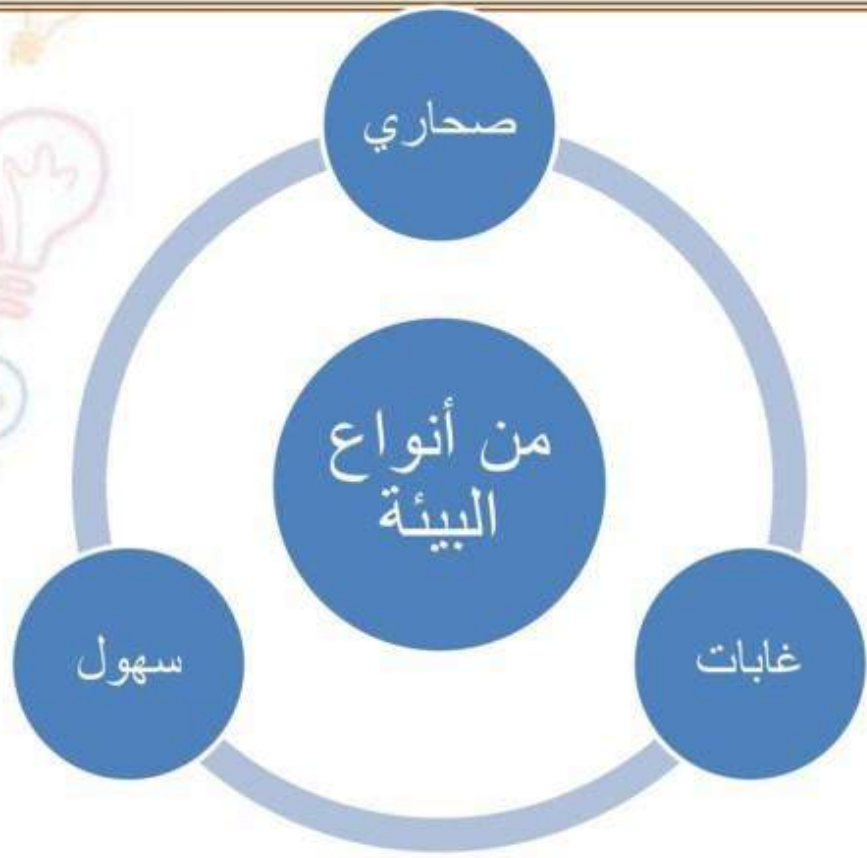 صحاري
من أنواع
البيئة
غابات
سهول